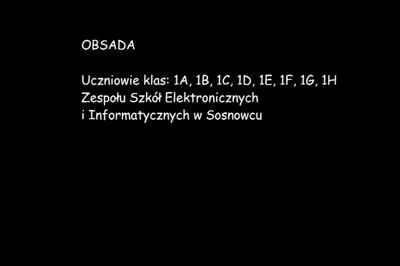 OBSADA
Uczniowie klas: 1A, 1B, 1C, 1D, 1E, 1F, 1G, 1H
Zespołu Szkół Elektronicznych
i Informatycznych w Sosnowcu